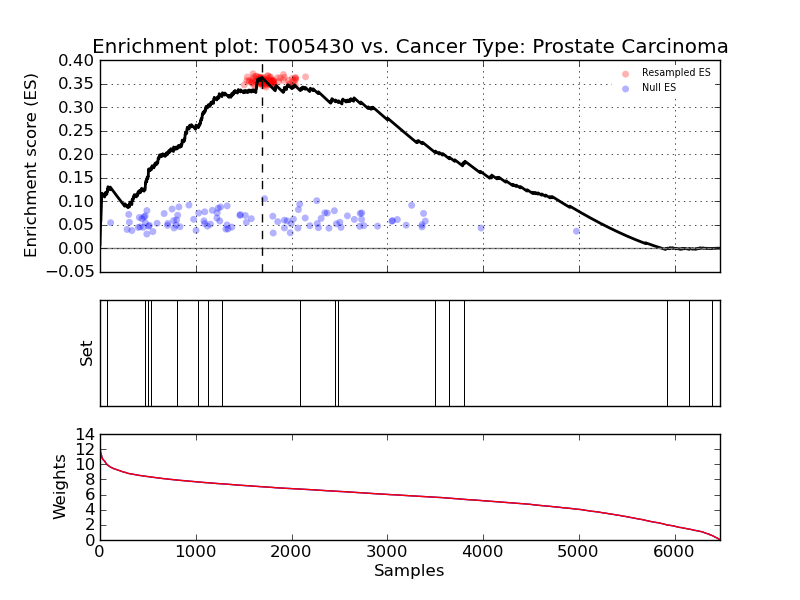 Enrichment plot: T005430 vs. Cancer Type: Prostate Carcinoma
0.40
0.35
0.30
0.25
0.20
0.15
0.10
0.05
0.00
−0.05
Enrichment score (ES)
Resampled ES
Null ES
Set
14
12
10
8
6
4
2
0
Weights
0 1000 2000 3000 4000 5000 6000
Samples